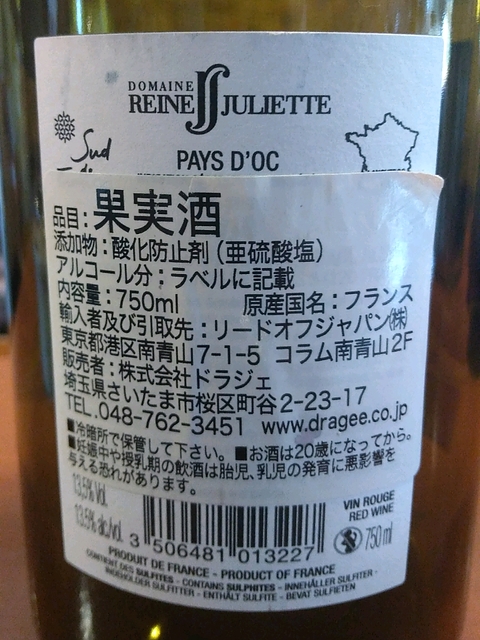 DOMAINE
REINE JULIETTE
Sud
PAYS D'OC
品目:果実酒
添加物:酸化防止剤(亜硫酸塩)
アルコール分:ラベルに記載
内容量:750ml 原産国名:フランス
輸入者及び引取先:リードオフジャパン㈱
東京都港区南青山7-1-5 コラム南青山2F
販売者:株式会社ドラジェ
埼玉県さいたま市桜区町谷2-23-17
TEL.048-762-3451 www.dragee.co.jp
■冷暗所で保管して下さい。■お酒は20歳になってから。
■妊娠中や授乳期の飲酒は胎児、乳児の発育に悪影響を
与える恐れがあります。
13,5% Vol.
13.5% alc/vol.
VIN ROUGE
RED WINE
750 ml
3 506481 013227
PRODUIT DE FRANCE - PRODUCT OF FRANCE
CONTIENT DES SULFITES - CONTAINS SULPHITES - INNEHÅLLER SULFITER -
INDEHOLDER SULFITTER - ENTHÄLT SULFITE - BEVAT SULFIETEN